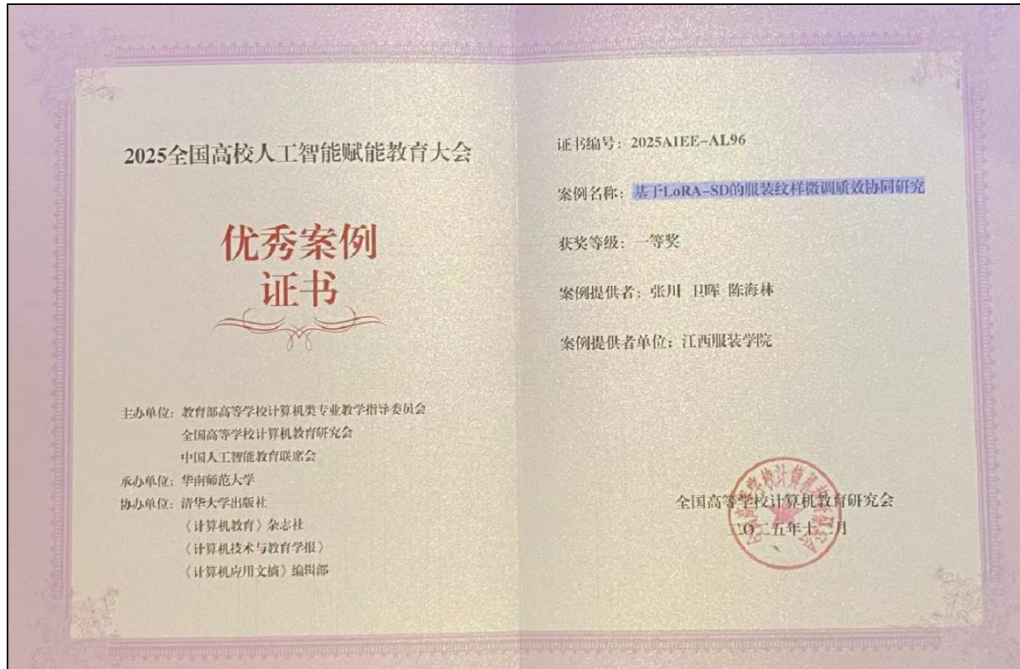 2025全国高校人工智能赋能教育大会
优秀案例
证书
主办单位：教育部高等学校计算机类专业教学指导委员会
全国高等学校计算机教育研究会
中国人工智能教育联席会
承办单位：华南师范大学
协办单位：清华大学出版社
《计算机教育》杂志社
《计算机技术与教育学报》
《计算机应用文摘》编辑部
证书编号：2025AIEE-AL96
案例名称：基于LoRA-SD的服装纹样微调质效协同研究
获奖等级：一等奖
案例提供者：张川 卫晖 陈海林
案例提供者单位：江西服装学院
全国高等学校计算机教育研究会
二〇二五年十二月